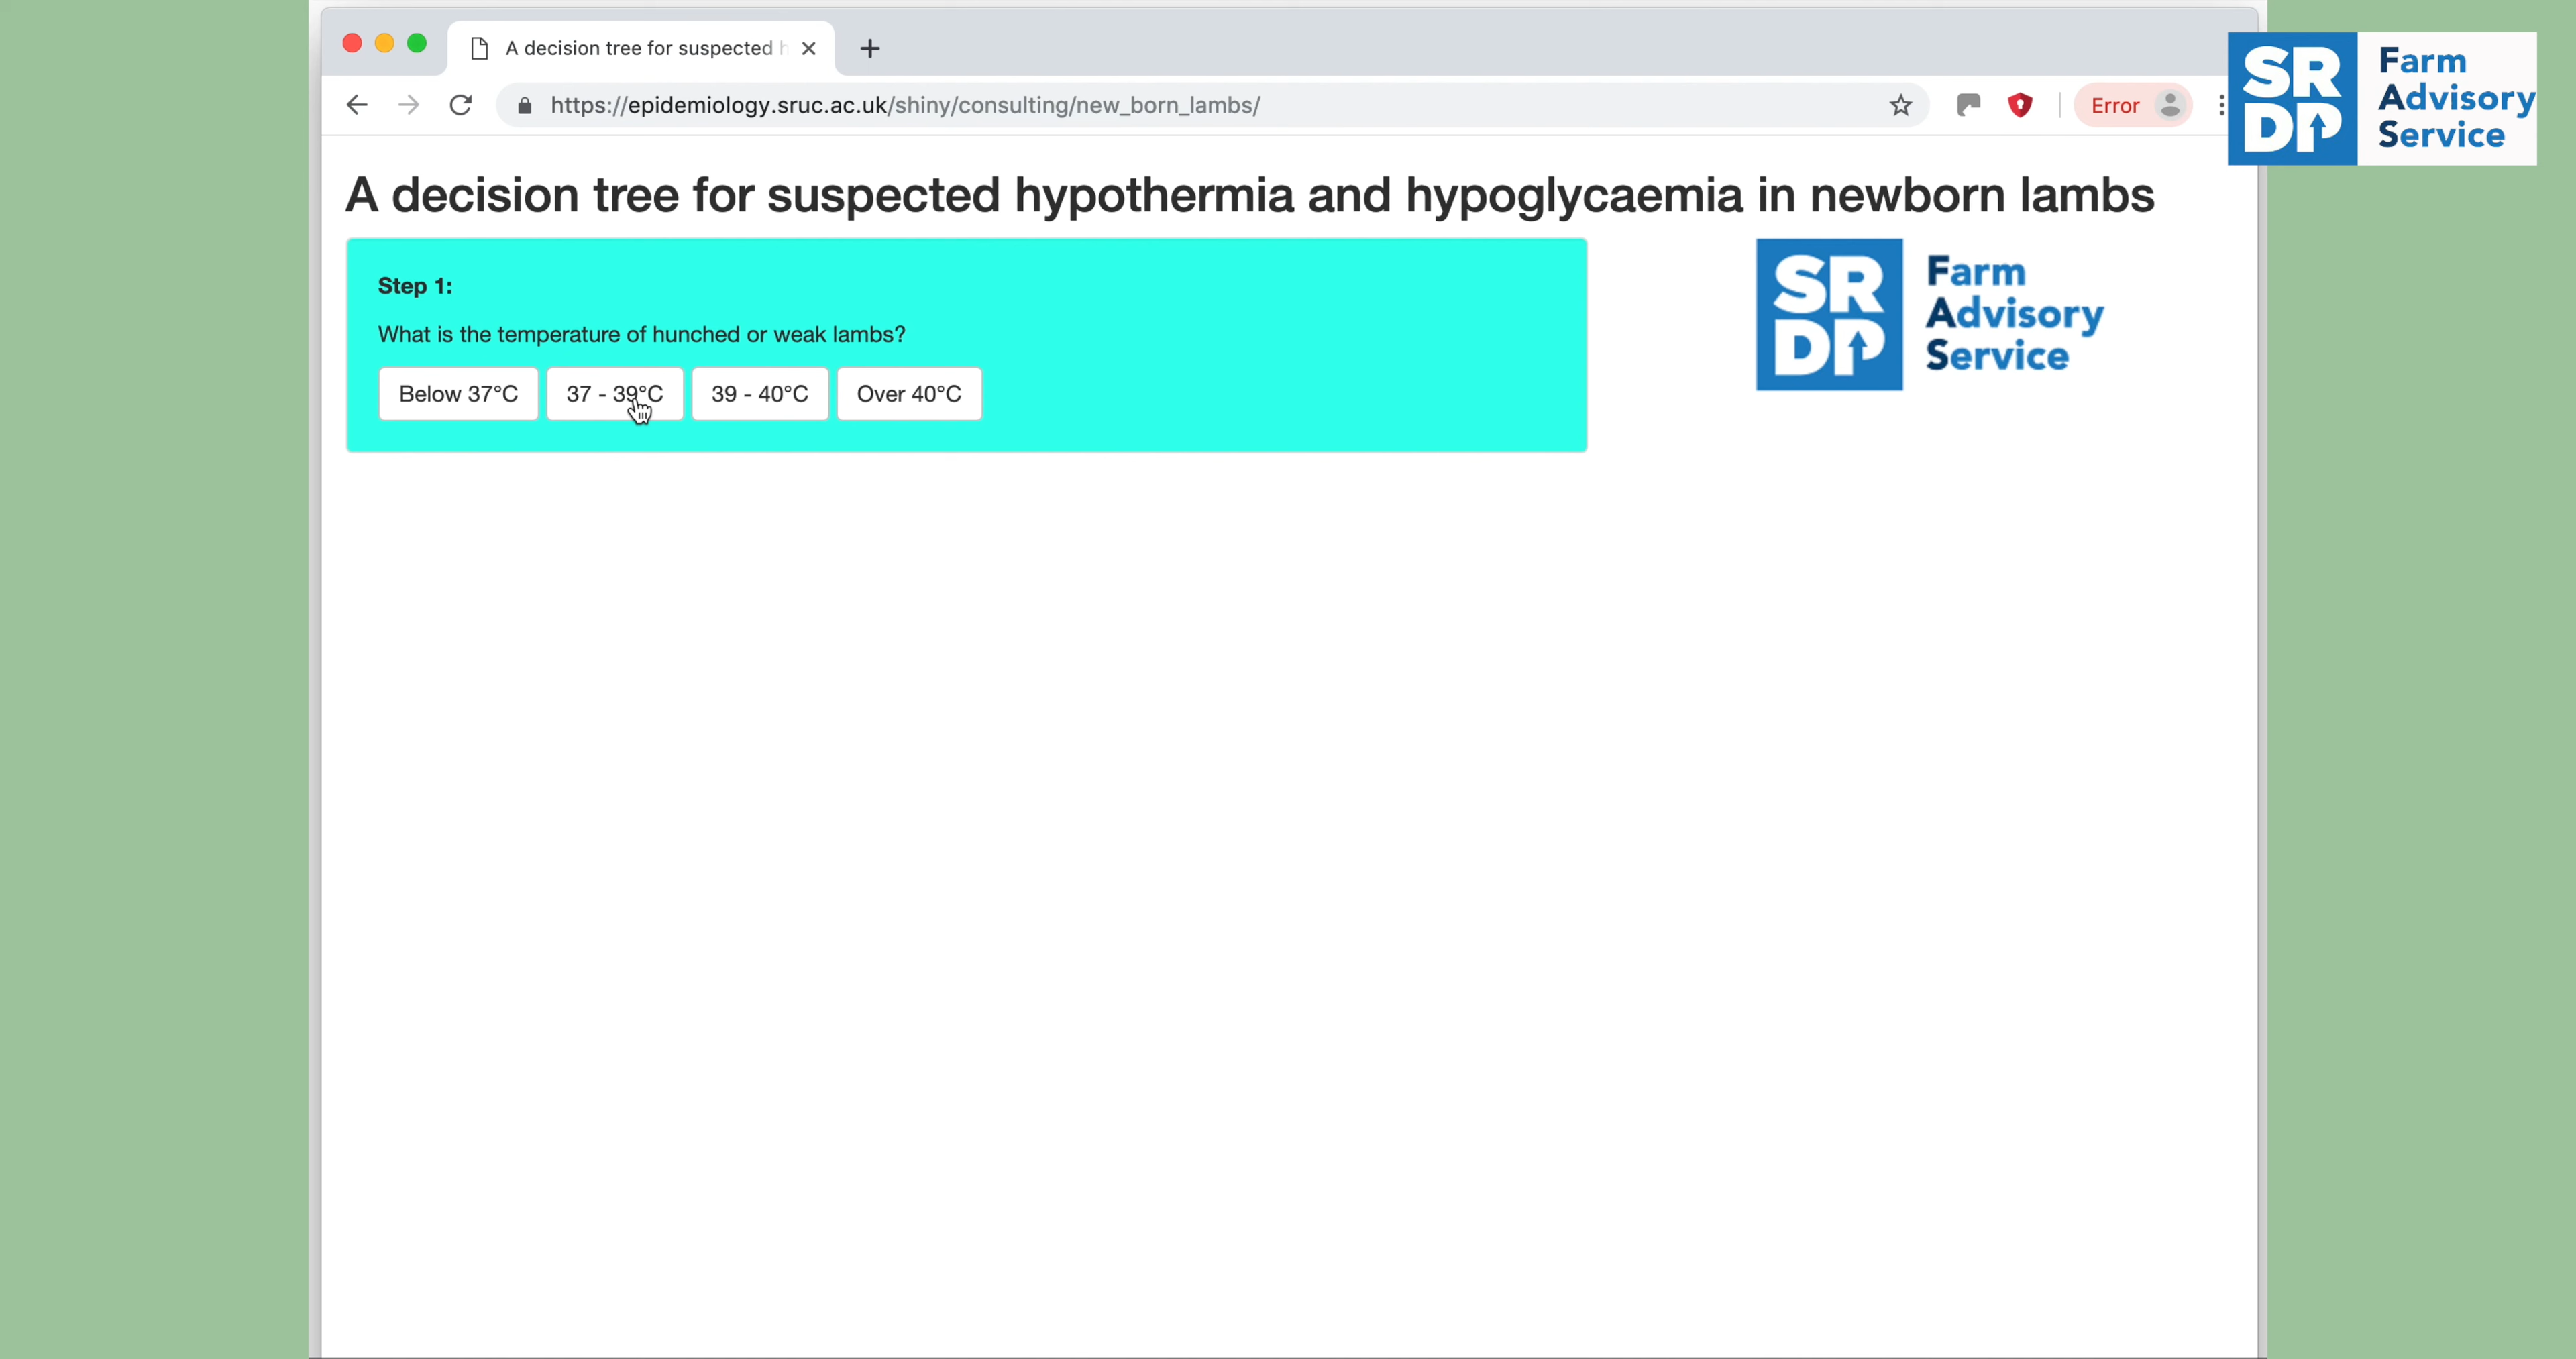 A decision tree for suspected h
https://epidemiology.sruc.ac.uk/shiny/consulting/new_born_lambs/
Error
SR
DP
Farm
Advisory
Service
A decision tree for suspected hypothermia and hypoglycaemia in newborn lambs
Step 1:
What is the temperature of hunched or weak lambs?
Below 37°C 37 - 39°C 39 - 40°C Over 40°C
SR
DP
Farm
Advisory
Service